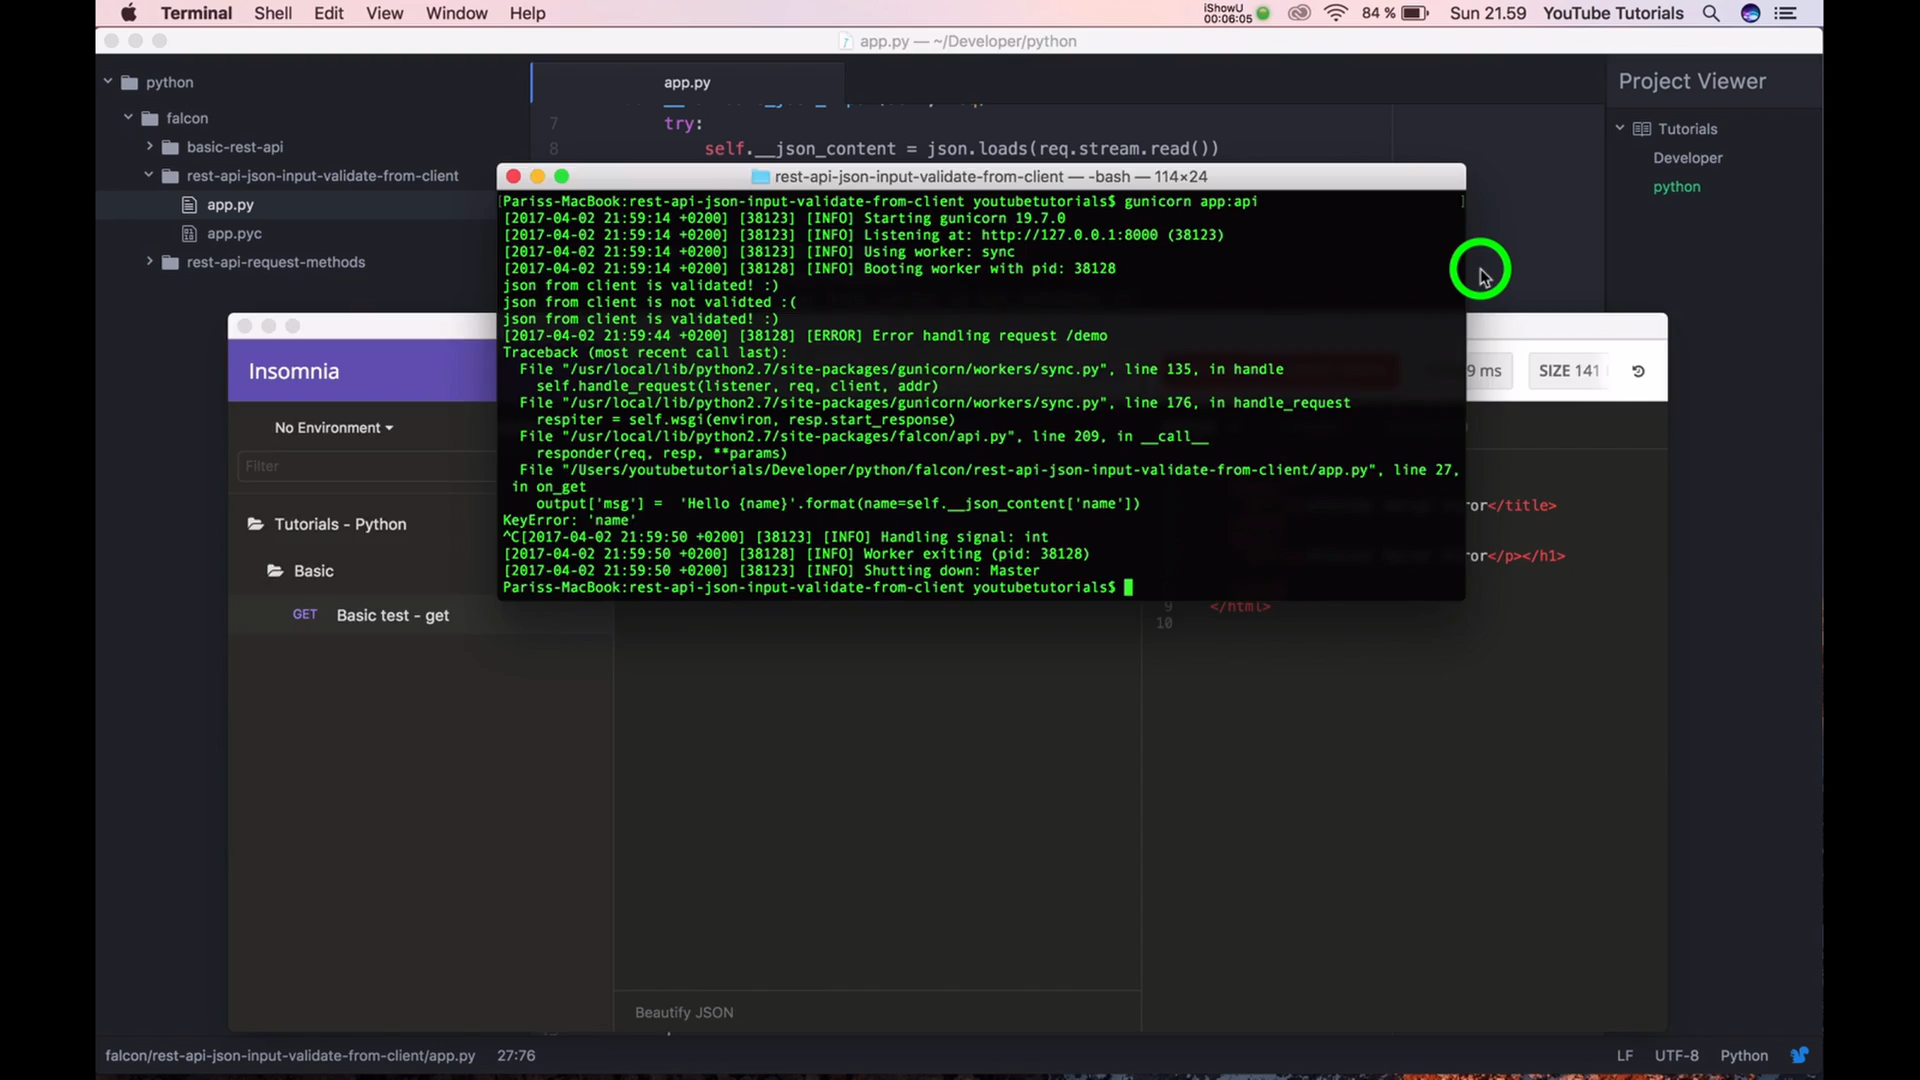 Terminal Shell Edit View Window Help
iShowU
00:06:05
84 % Sun 21.59 YouTube Tutorials
app.py — ~/Developer/python
python
falcon
basic-rest-api
rest-api-json-input-validate-from-client
app.py
app.pyc
rest-api-request-methods
app.py
7 try:
8 self.__json_content = json.loads(req.stream.read())
Project Viewer
Tutorials
Developer
python
rest-api-json-input-validate-from-client — -bash — 114×24
[Pariss-MacBook:rest-api-json-input-validate-from-client youtubetutorials$ gunicorn app:api ]
[2017-04-02 21:59:14 +0200] [38123] [INFO] Starting gunicorn 19.7.0
[2017-04-02 21:59:14 +0200] [38123] [INFO] Listening at: http://127.0.0.1:8000 (38123)
[2017-04-02 21:59:14 +0200] [38123] [INFO] Using worker: sync
[2017-04-02 21:59:14 +0200] [38128] [INFO] Booting worker with pid: 38128
json from client is validated! :)
json from client is not validted :(
json from client is validated! :)
[2017-04-02 21:59:44 +0200] [38128] [ERROR] Error handling request /demo
Traceback (most recent call last):
File "/usr/local/lib/python2.7/site-packages/gunicorn/workers/sync.py", line 135, in handle
self.handle_request(listener, req, client, addr)
File "/usr/local/lib/python2.7/site-packages/gunicorn/workers/sync.py", line 176, in handle_request
respiter = self.wsgi(environ, resp.start_response)
File "/usr/local/lib/python2.7/site-packages/falcon/api.py", line 209, in __call__
responder(req, resp, **params)
File "/Users/youtubetutorials/Developer/python/falcon/rest-api-json-input-validate-from-client/app.py", line 27,
in on_get
output['msg'] = 'Hello {name}'.format(name=self.__json_content['name'])
KeyError: 'name'
^C[2017-04-02 21:59:50 +0200] [38123] [INFO] Handling signal: int
[2017-04-02 21:59:50 +0200] [38128] [INFO] Worker exiting (pid: 38128)
[2017-04-02 21:59:50 +0200] [38123] [INFO] Shutting down: Master
Pariss-MacBook:rest-api-json-input-validate-from-client youtubetutorials$
Insomnia
No Environment
Filter
Tutorials - Python
Basic
GET Basic test - get
9 ms SIZE 141
ror</title>
ror</p></h1>
9 </html>
10
Beautify JSON
falcon/rest-api-json-input-validate-from-client/app.py 27:76
LF UTF-8 Python